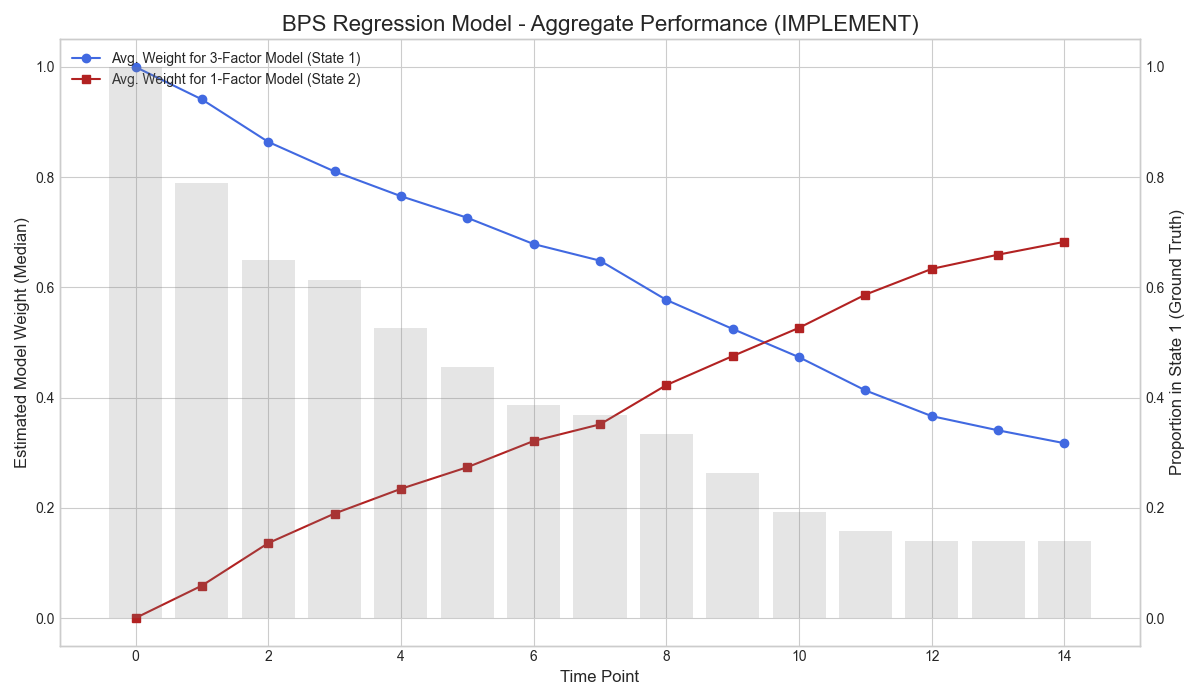 BPS Regression Model - Aggregate Performance (IMPLEMENT)
Avg. Weight for 3-Factor Model (State 1)
Avg. Weight for 1-Factor Model (State 2)
Estimated Model Weight (Median)
1.0
0.8
0.6
0.4
0.2
0.0
0 2 4 6 8 10 12 14
Time Point
1.0
0.8
0.6
0.4
0.2
0.0
Proportion in State 1 (Ground Truth)